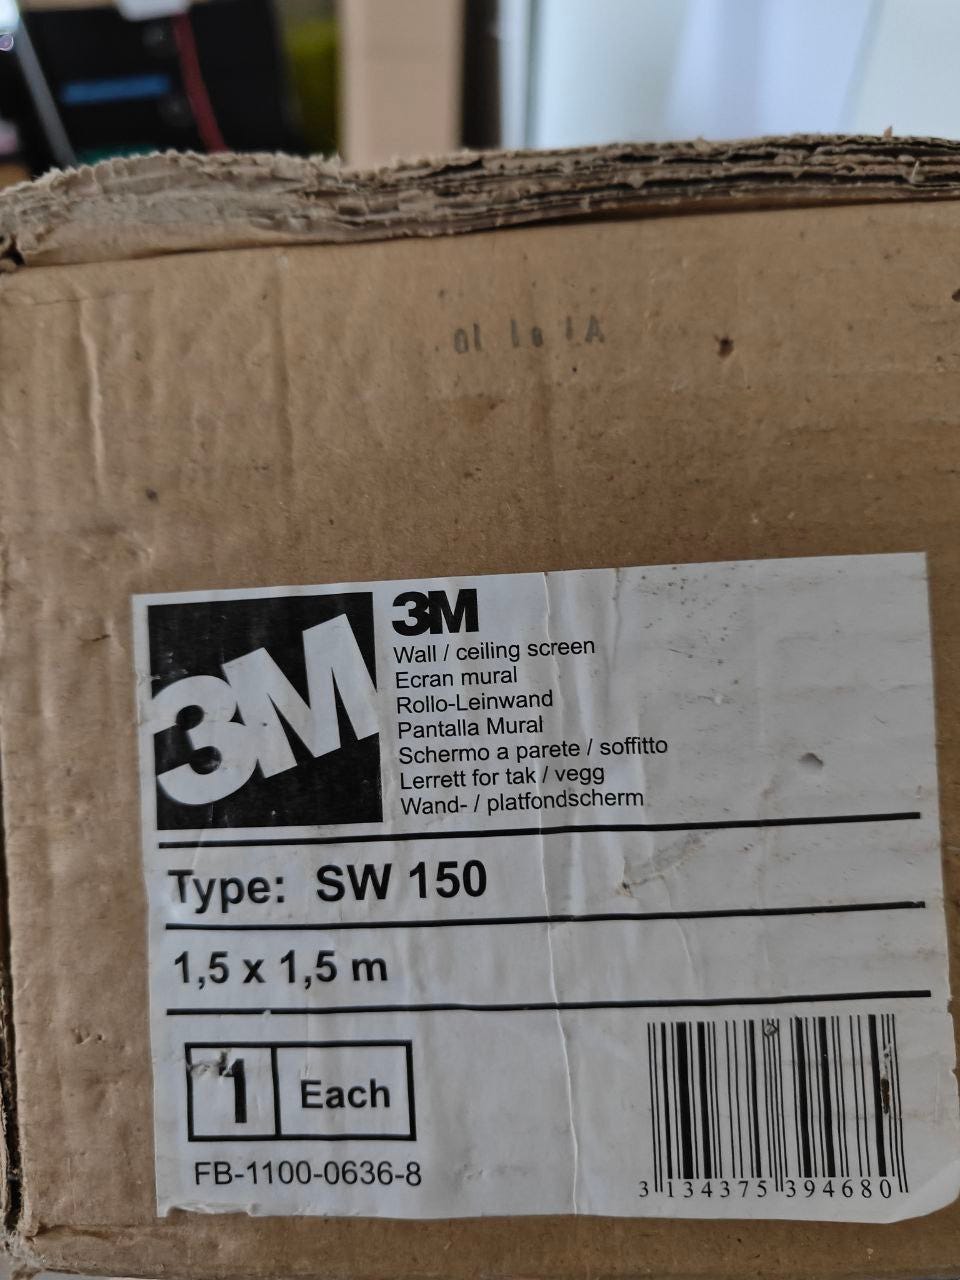 3M
3M
Wall / ceiling screen
Ecran mural
Rollo-Leinwand
Pantalla Mural
Schermo a parete / soffitto
Lerrett for tak / vegg
Wand- / platfondscherm
Type: SW 150
1,5 x 1,5 m
1 Each
FB-1100-0636-8
3 134375 394680